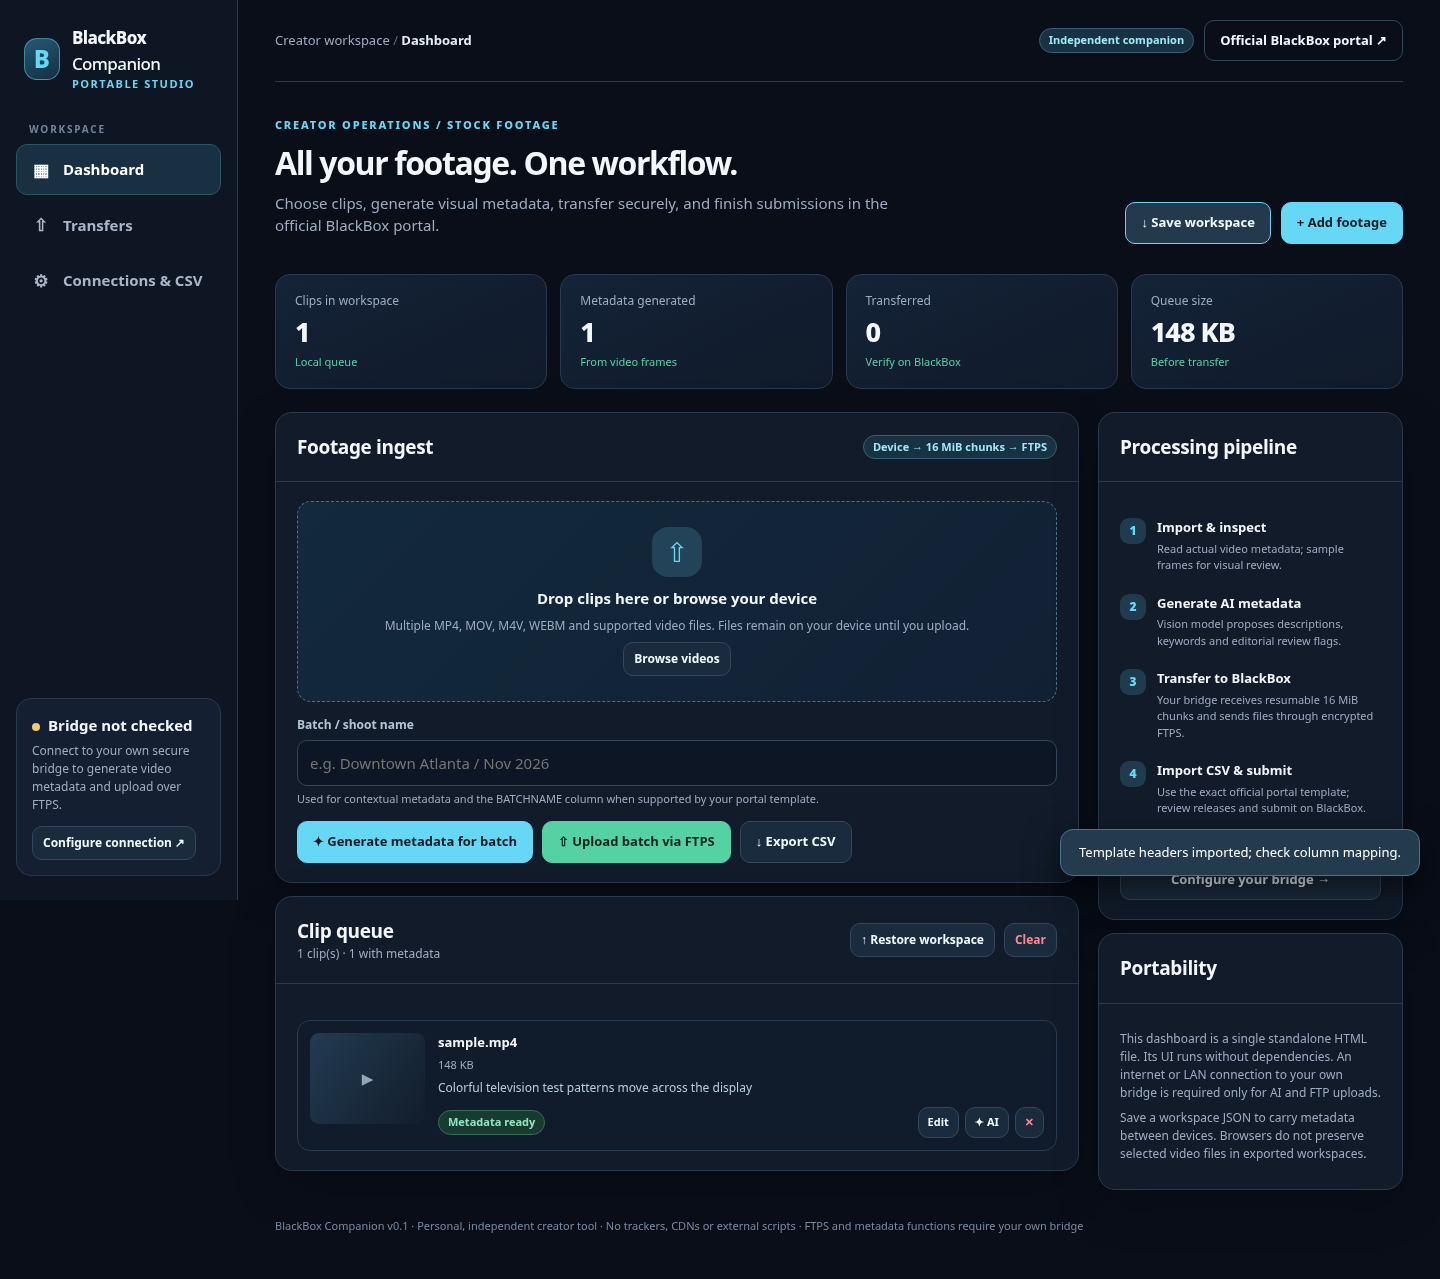 B
BlackBox
Companion
PORTABLE STUDIO
WORKSPACE
▦ Dashboard
⇧ Transfers
⚙ Connections & CSV
Bridge not checked
Connect to your own secure
bridge to generate video
metadata and upload over
FTPS.
Configure connection ↗
Creator workspace / Dashboard
Independent companion
Official BlackBox portal ↗
CREATOR OPERATIONS / STOCK FOOTAGE
All your footage. One workflow.
Choose clips, generate visual metadata, transfer securely, and finish submissions in the
official BlackBox portal.
↓ Save workspace
+ Add footage
Clips in workspace
1
Local queue
Metadata generated
1
From video frames
Transferred
0
Verify on BlackBox
Queue size
148 KB
Before transfer
Footage ingest
Device → 16 MiB chunks → FTPS
⇧
Drop clips here or browse your device
Multiple MP4, MOV, M4V, WEBM and supported video files. Files remain on your device until you upload.
Browse videos
Batch / shoot name
e.g. Downtown Atlanta / Nov 2026
Used for contextual metadata and the BATCHNAME column when supported by your portal template.
✦ Generate metadata for batch
⇧ Upload batch via FTPS
↓ Export CSV
Clip queue
1 clip(s) · 1 with metadata
↑ Restore workspace
Clear
▶
sample.mp4
148 KB
Colorful television test patterns move across the display
Metadata ready
Edit
✦ AI
✕
Processing pipeline
1
Import & inspect
Read actual video metadata; sample
frames for visual review.
2
Generate AI metadata
Vision model proposes descriptions,
keywords and editorial review flags.
3
Transfer to BlackBox
Your bridge receives resumable 16 MiB
chunks and sends files through encrypted
FTPS.
4
Import CSV & submit
Use the exact official portal template;
review releases and submit on BlackBox.
Template headers imported; check column mapping.
Configure your bridge →
Portability
This dashboard is a single standalone HTML
file. Its UI runs without dependencies. An
internet or LAN connection to your own
bridge is required only for AI and FTP uploads.
Save a workspace JSON to carry metadata
between devices. Browsers do not preserve
selected video files in exported workspaces.
BlackBox Companion v0.1 · Personal, independent creator tool · No trackers, CDNs or external scripts · FTPS and metadata functions require your own bridge